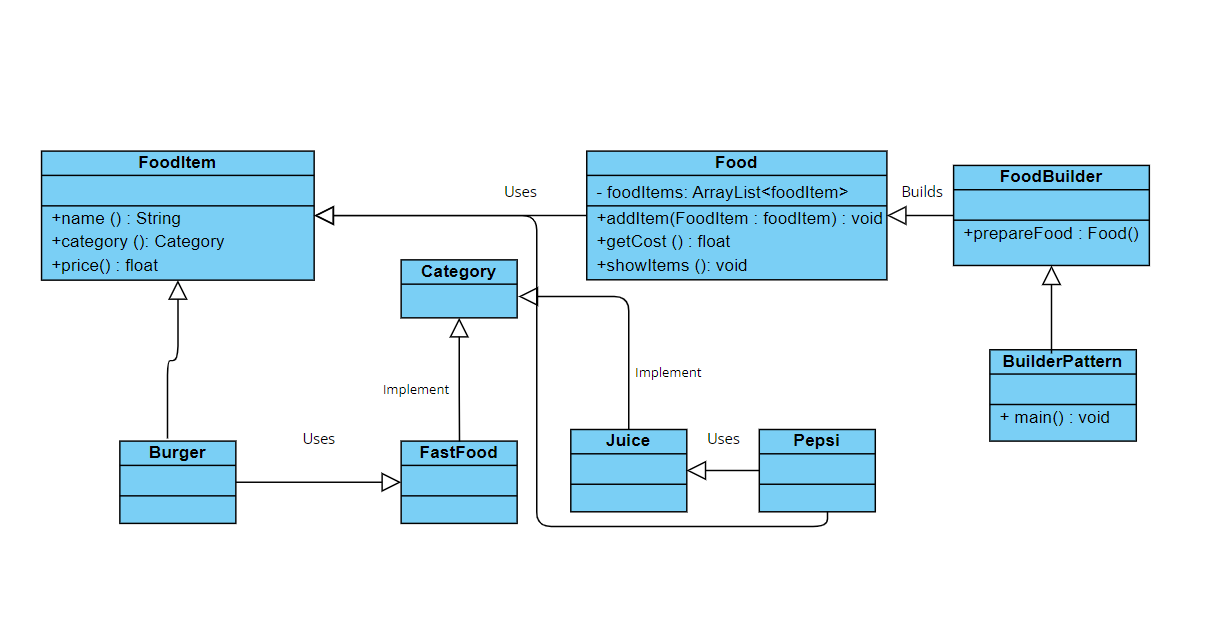 FoodItem
+name () : String
+category (): Category
+price() : float
Uses
Food
- foodItems: ArrayList<foodItem>
+addItem(FoodItem : foodItem) : void
+getCost () : float
+showItems (): void
Builds
FoodBuilder
+prepareFood : Food()
Category
BuilderPattern
+ main() : void
Implement
Implement
Burger
Uses
FastFood
Juice
Uses
Pepsi